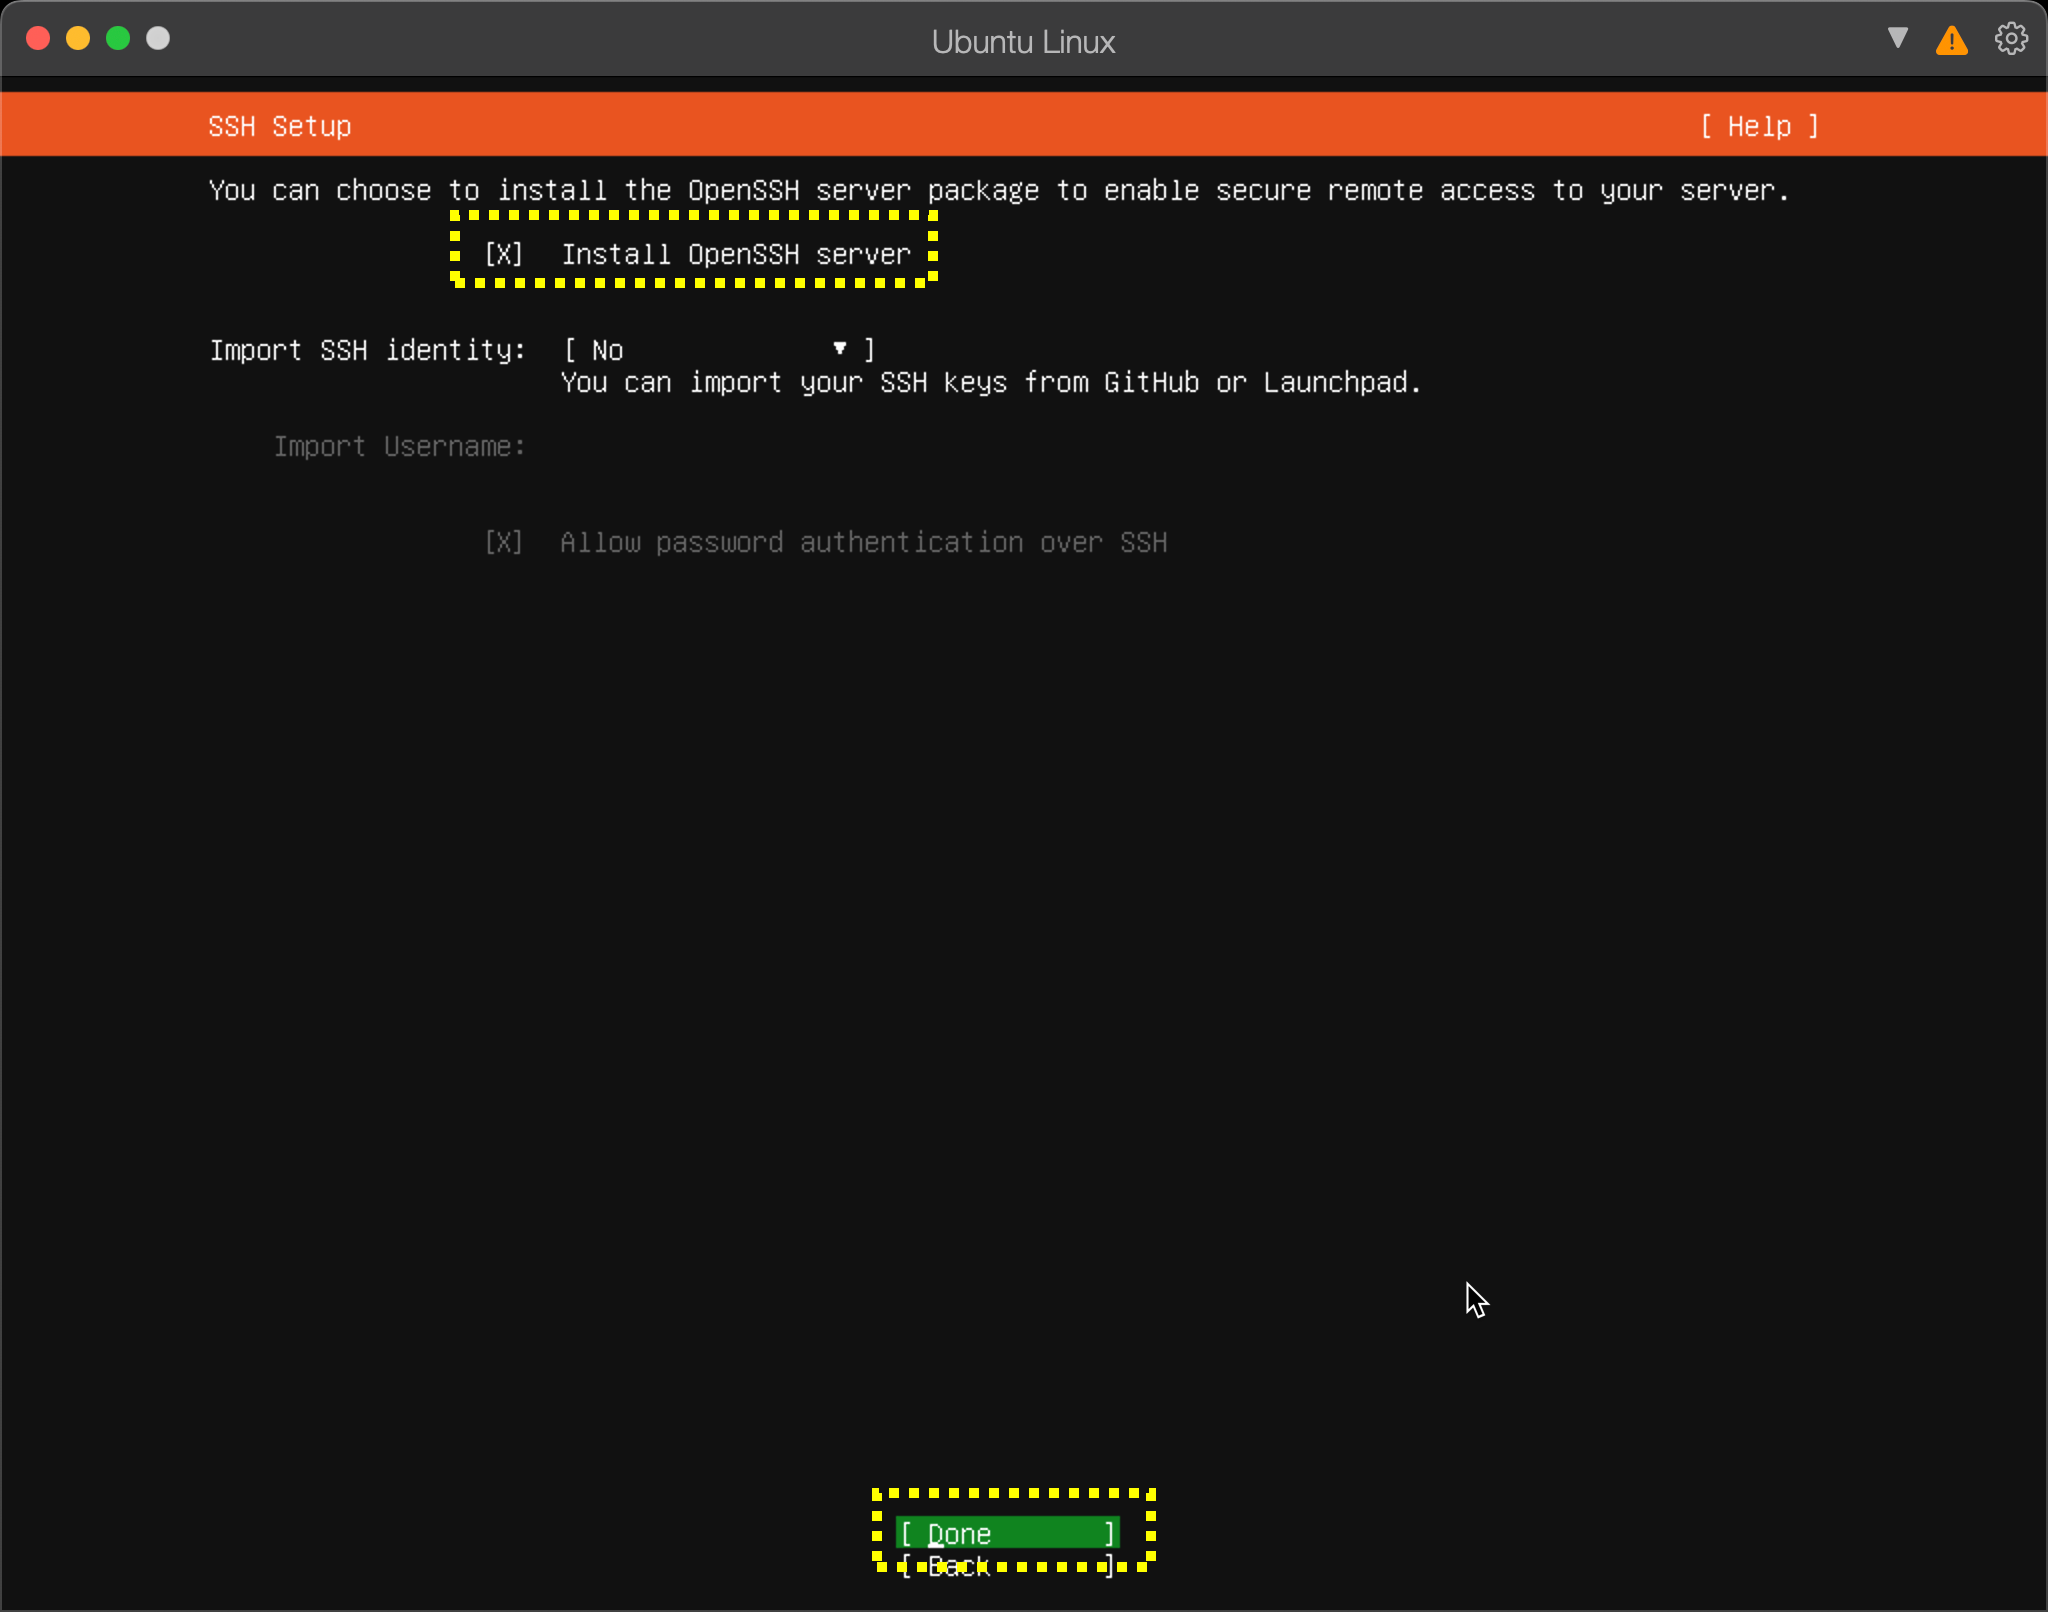 Ubuntu Linux
SSH Setup [ Help ]
You can choose to install the OpenSSH server package to enable secure remote access to your server.
[X] Install OpenSSH server
Import SSH identity: [ No ▼ ]
You can import your SSH keys from GitHub or Launchpad.
Import Username:
[X] Allow password authentication over SSH
[ Done ]
[ Back ]